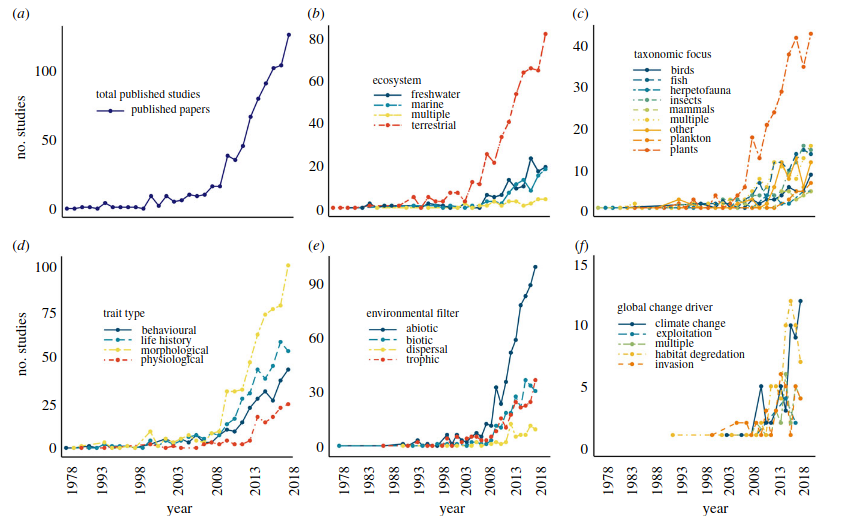 (a)
no. studies
100
50
0
total published studies
published papers
(b)
80
60
40
20
0
ecosystem
freshwater
marine
multiple
terrestrial
(c)
40
30
20
10
0
taxonomic focus
birds
fish
herpetofauna
insects
mammals
multiple
other
plankton
plants
(d)
no. studies
100
75
50
25
0
trait type
behavioural
life history
morphological
physiological
1978
1993
1998
2003
2008
2013
2018
year
(e)
90
60
30
0
environmental filter
abiotic
biotic
dispersal
trophic
1978
1983
1988
1993
1998
2003
2008
2013
2018
year
(f)
15
10
5
0
global change driver
climate change
exploitation
multiple
habitat degredation
invasion
1978
1983
1988
1993
1998
2003
2008
2013
2018
year